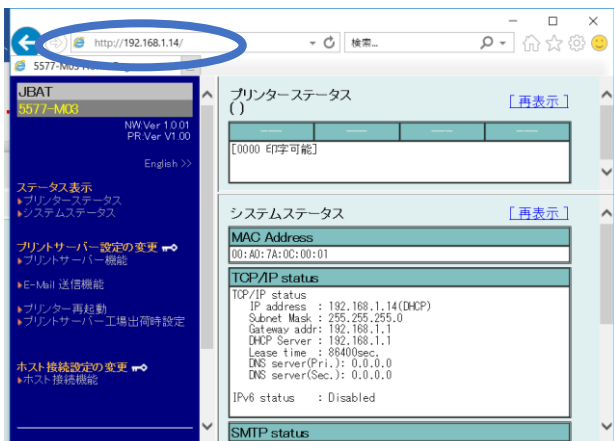 http://192.168.1.14/
検索...
5577-M03
JBAT
5577-M03
NW:Ver 1.0.01
PR:Ver V1.00
English >>
ステータス表示
プリンターステータス
システムステータス
プリントサーバー設定の変更
プリントサーバー機能
E-Mail 送信機能
プリンター再起動
プリントサーバー工場出荷時設定
ホスト接続設定の変更
ホスト接続機能
プリンターステータス
( )
[再表示]
[0000 印字可能]
システムステータス
[再表示]
MAC Address
00:A0:7A:0C:00:01
TCP/IP status
TCP/IP status
IP address : 192.168.1.14(DHCP)
Subnet Mask : 255.255.255.0
Gateway addr: 192.168.1.1
DHCP Server : 192.168.1.1
Lease time : 86400sec.
DNS server(Pri.): 0.0.0.0
DNS server(Sec.): 0.0.0.0
IPv6 status : Disabled
SMTP status